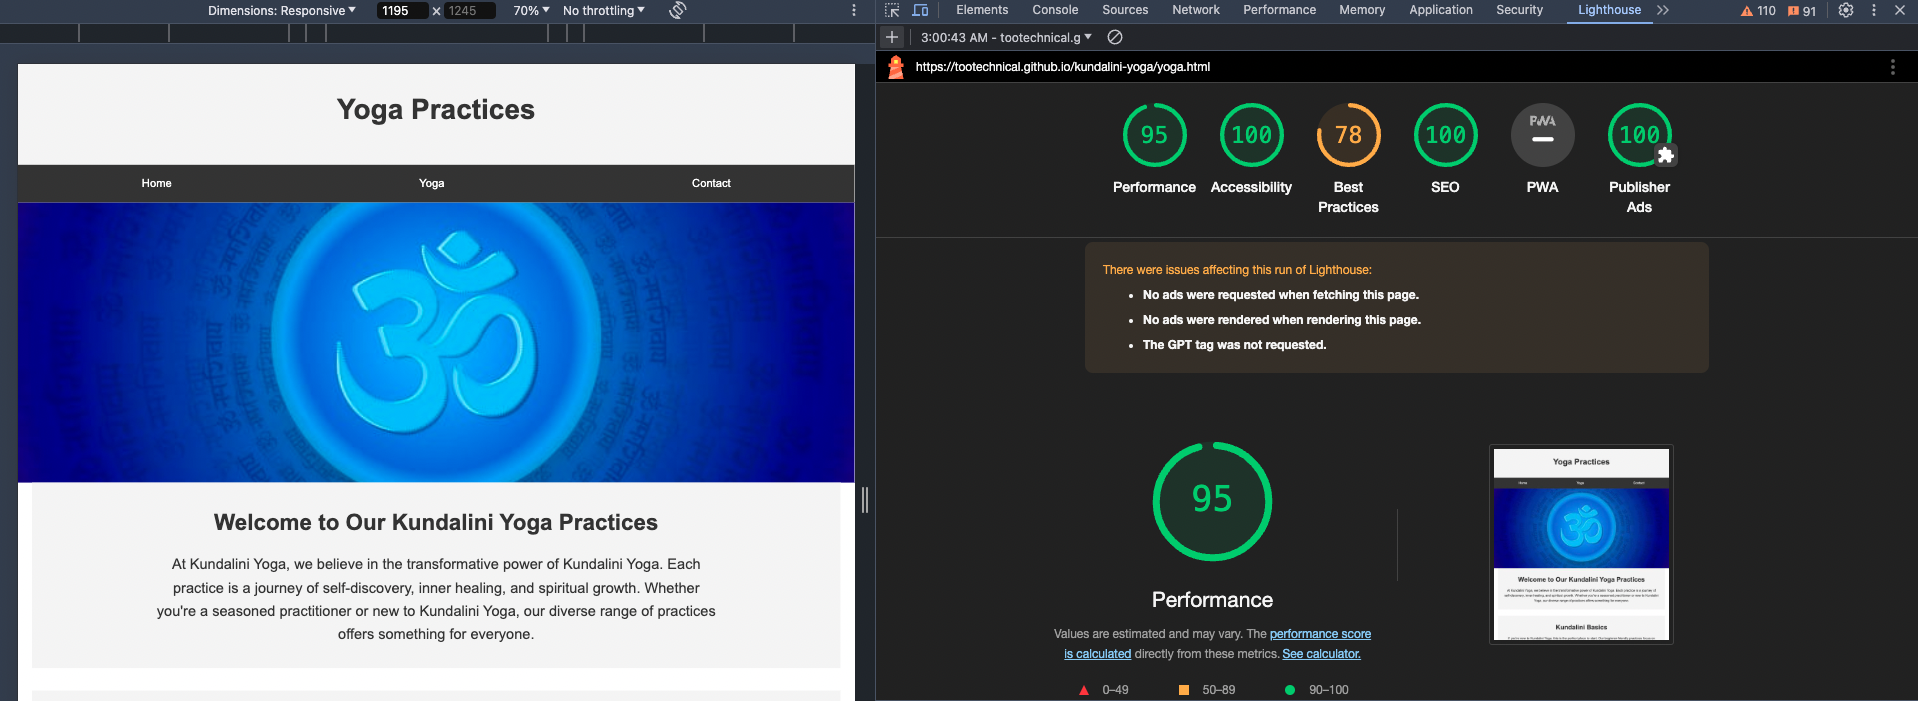 Dimensions: Responsive 1195 × 1245 70% No throttling
Elements Console Sources Network Performance Memory Application Security Lighthouse 110 91
3:00:43 AM - tootechnical.g
https://tootechnical.github.io/kundalini-yoga/yoga.html
Yoga Practices
Home Yoga Contact
Welcome to Our Kundalini Yoga Practices
At Kundalini Yoga, we believe in the transformative power of Kundalini Yoga. Each
practice is a journey of self-discovery, inner healing, and spiritual growth. Whether
you're a seasoned practitioner or new to Kundalini Yoga, our diverse range of practices
offers something for everyone.
95 100 78 100 PWA 100
Performance Accessibility Best Practices SEO PWA Publisher Ads
There were issues affecting this run of Lighthouse:
No ads were requested when fetching this page.
No ads were rendered when rendering this page.
The GPT tag was not requested.
95
Performance
Values are estimated and may vary. The performance score
is calculated directly from these metrics. See calculator.
0–49 50–89 90–100
Yoga Practices
Home Yoga Contact
Welcome to Our Kundalini Yoga Practices
Kundalini Basics